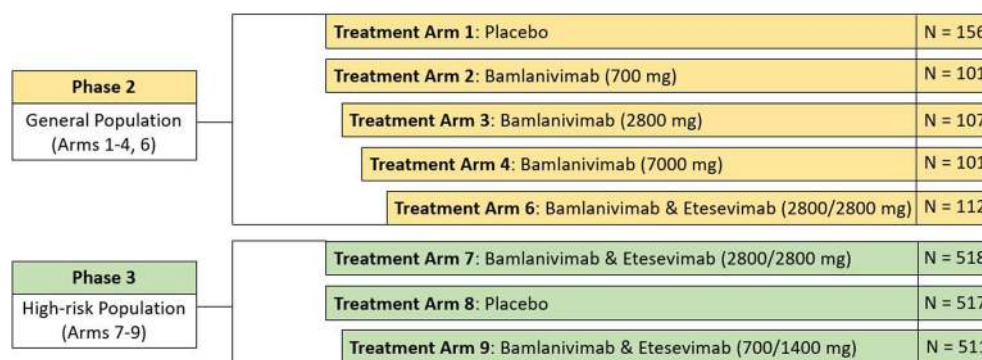 Treatment Arm 1: Placebo N = 156
Treatment Arm 2: Bamlanivimab (700 mg) N = 101
Phase 2
General Population
(Arms 1-4, 6)
Treatment Arm 3: Bamlanivimab (2800 mg) N = 107
Treatment Arm 4: Bamlanivimab (7000 mg) N = 101
Treatment Arm 6: Bamlanivimab & Etesevimab (2800/2800 mg) N = 112
Treatment Arm 7: Bamlanivimab & Etesevimab (2800/2800 mg) N = 518
Phase 3
High-risk Population
(Arms 7-9)
Treatment Arm 8: Placebo N = 517
Treatment Arm 9: Bamlanivimab & Etesevimab (700/1400 mg) N = 511